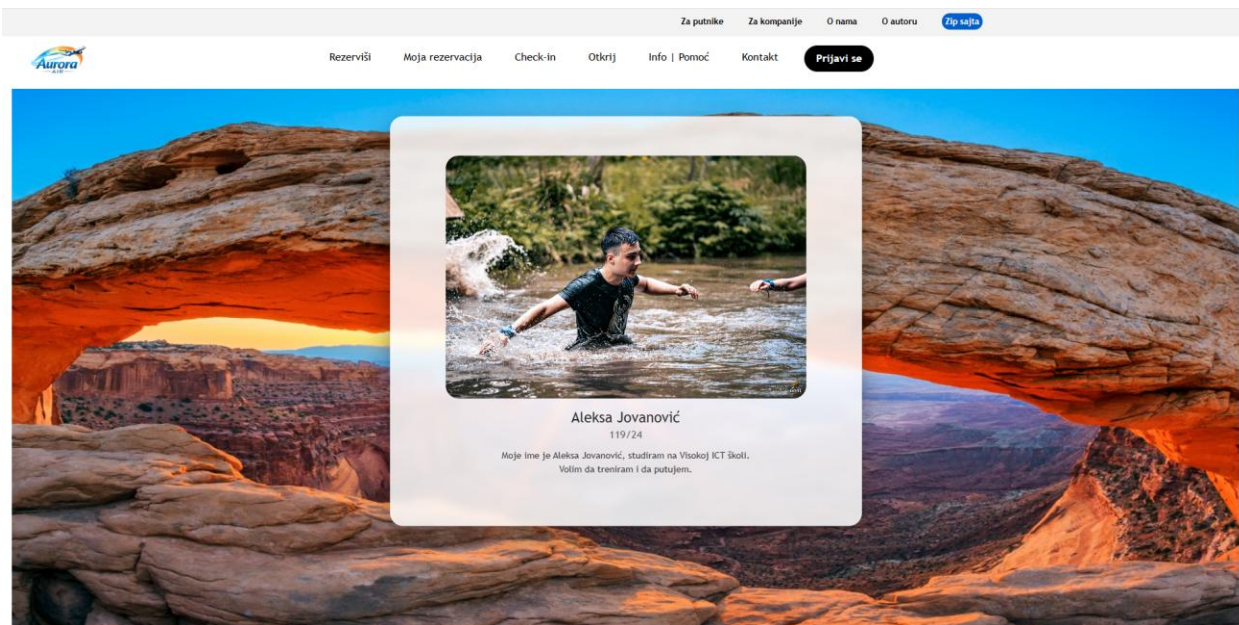 Za putnike Za kompanije O nama O autoru Zip sajta
Aurora
AIR
Rezerviši Moja rezervacija Check-in Otkrij Info | Pomoć Kontakt Prijavi se
Aleksa Jovanović
119/24
Moje ime je Aleksa Jovanović, studiram na Visokoj ICT školi.
Volim da treniram i da putujem.